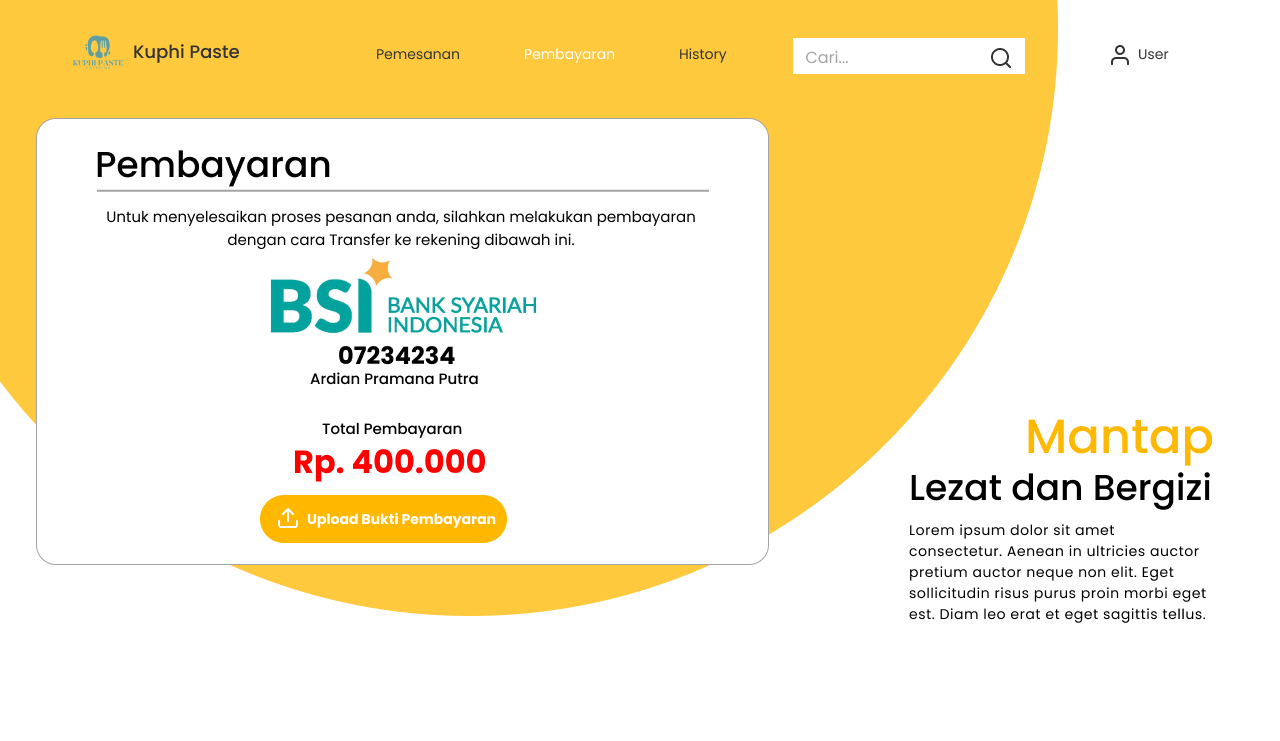 KUPHI PASTE
Kuphi Paste
Pemesanan
Pembayaran
History
Cari...
User
Pembayaran
Untuk menyelesaikan proses pesanan anda, silahkan melakukan pembayaran
dengan cara Transfer ke rekening dibawah ini.
BSI BANK SYARIAH
INDONESIA
07234234
Ardian Pramana Putra
Total Pembayaran
Rp. 400.000
Upload Bukti Pembayaran
Mantap
Lezat dan Bergizi
Lorem ipsum dolor sit amet
consectetur. Aenean in ultricies auctor
pretium auctor neque non elit. Eget
sollicitudin risus purus proin morbi eget
est. Diam leo erat et eget sagittis tellus.